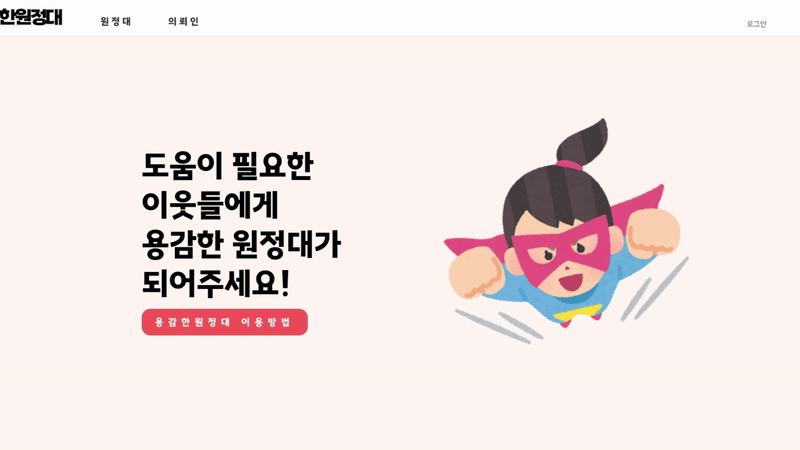 한원정대
원정대
의뢰인
로그인
도움이 필요한
이웃들에게
용감한 원정대가
되어주세요!
용감한원정대 이용방법